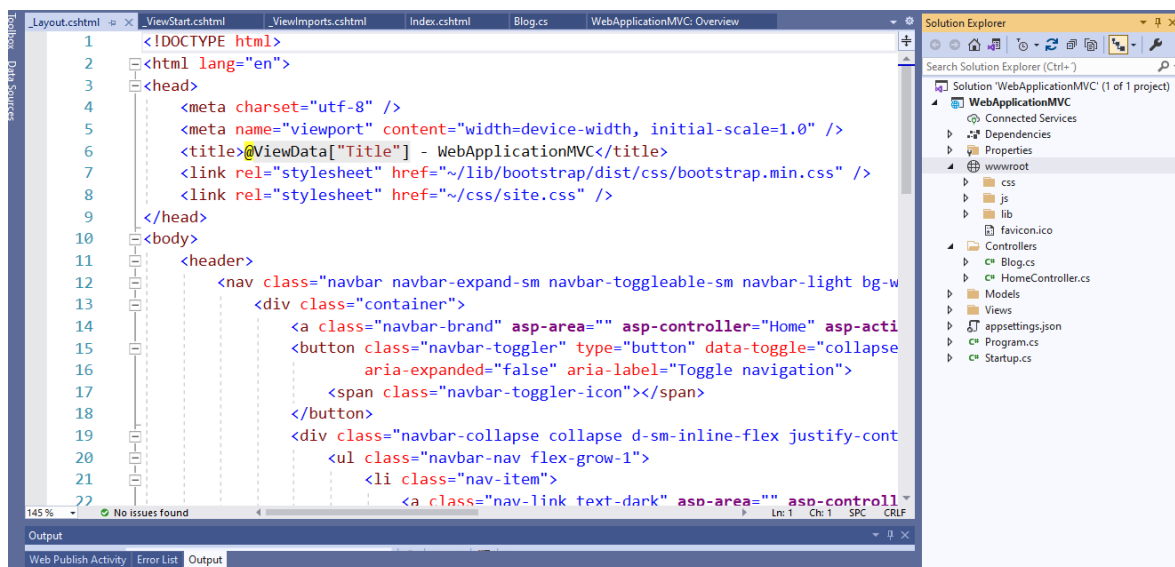 _Layout.cshtml _ViewStart.cshtml _ViewImports.cshtml Index.cshtml Blog.cs WebApplicationMVC: Overview
Toolbox
Data Sources
1 <!DOCTYPE html>
2 <html lang="en">
3 <head>
4 <meta charset="utf-8" />
5 <meta name="viewport" content="width=device-width, initial-scale=1.0" />
6 <title>@ViewData["Title"] - WebApplicationMVC</title>
7 <link rel="stylesheet" href="~/lib/bootstrap/dist/css/bootstrap.min.css" />
8 <link rel="stylesheet" href="~/css/site.css" />
9 </head>
10 <body>
11 <header>
12 <nav class="navbar navbar-expand-sm navbar-toggleable-sm navbar-light bg-w
13 <div class="container">
14 <a class="navbar-brand" asp-area="" asp-controller="Home" asp-acti
15 <button class="navbar-toggler" type="button" data-toggle="collapse
16 aria-expanded="false" aria-label="Toggle navigation">
17 <span class="navbar-toggler-icon"></span>
18 </button>
19 <div class="navbar-collapse collapse d-sm-inline-flex justify-cont
20 <ul class="navbar-nav flex-grow-1">
21 <li class="nav-item">
22 <a class="nav-link text-dark" asp-area="" asp-controll
145 % No issues found Ln: 1 Ch: 1 SPC CRLF
Output
Web Publish Activity Error List Output
Solution Explorer
Search Solution Explorer (Ctrl+¨)
Solution 'WebApplicationMVC' (1 of 1 project)
WebApplicationMVC
Connected Services
Dependencies
Properties
wwwroot
css
js
lib
favicon.ico
Controllers
C# Blog.cs
C# HomeController.cs
Models
Views
appsettings.json
C# Program.cs
C# Startup.cs